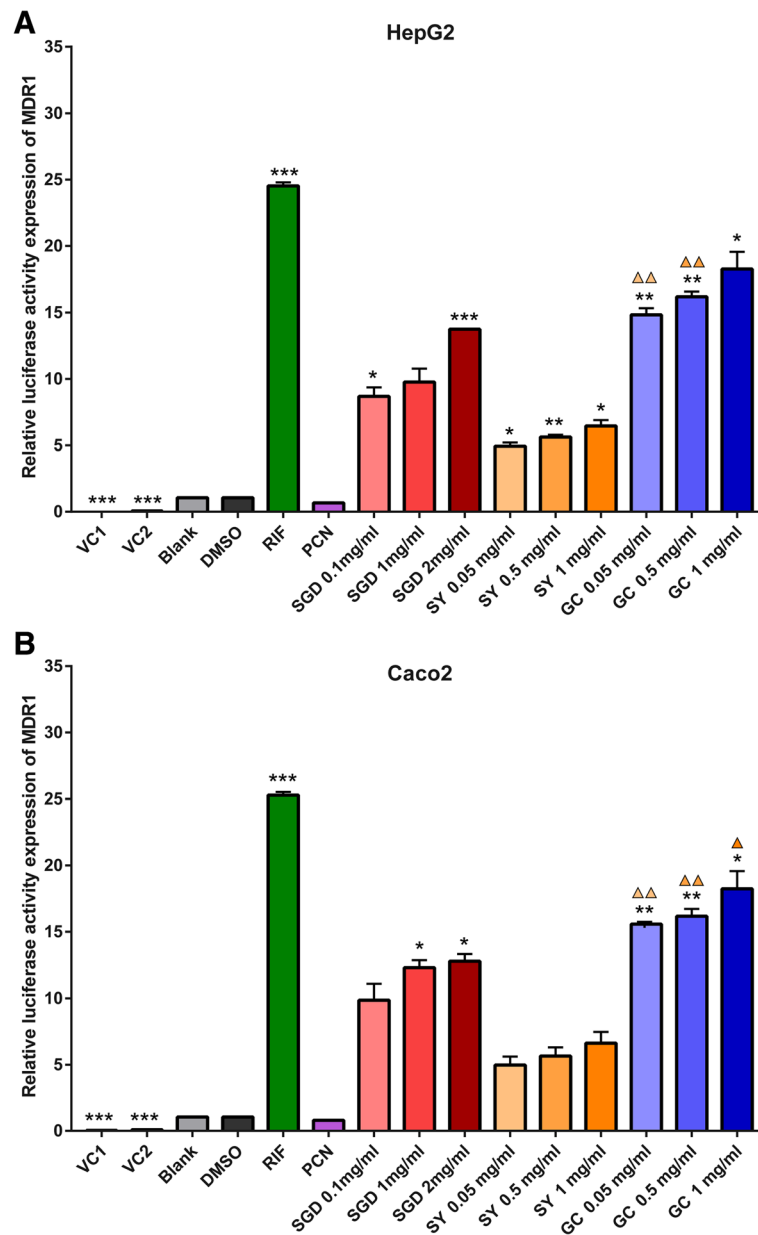 A
HepG2
Relative luciferase activity expression of MDR1
35
30
25
20
15
10
5
0
***
***
***
*
***
*
**
*
△△
**
△△
**
*
VC1
VC2
Blank
DMSO
RIF
PCN
SGD 0.1mg/ml
SGD 1mg/ml
SGD 2mg/ml
SY 0.05 mg/ml
SY 0.5 mg/ml
SY 1 mg/ml
GC 0.05 mg/ml
GC 0.5 mg/ml
GC 1 mg/ml
B
Caco2
Relative luciferase activity expression of MDR1
35
30
25
20
15
10
5
0
***
***
***
*
*
△△
**
△△
**
△
*
VC1
VC2
Blank
DMSO
RIF
PCN
SGD 0.1mg/ml
SGD 1mg/ml
SGD 2mg/ml
SY 0.05 mg/ml
SY 0.5 mg/ml
SY 1 mg/ml
GC 0.05 mg/ml
GC 0.5 mg/ml
GC 1 mg/ml